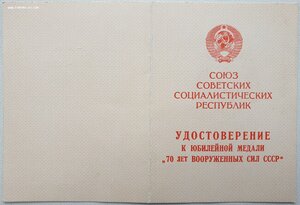 СОЮЗ
СОВЕТСКИХ
СОЦИАЛИСТИЧЕСКИХ
РЕСПУБЛИК
УДОСТОВЕРЕНИЕ
К ЮБИЛЕЙНОЙ МЕДАЛИ
„70 ЛЕТ ВООРУЖЕННЫХ СИЛ СССР“